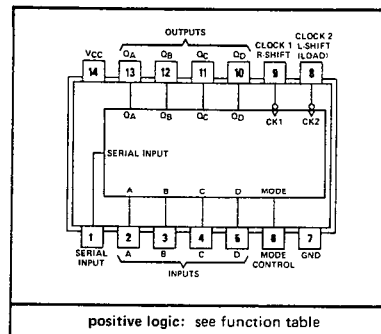 OUTPUTS
VCC QA QB QC QD CLOCK 1 R-SHIFT CLOCK 2 L-SHIFT (LOAD)
14 13 12 11 10 9 8
QA QB QC QD CK1 CK2
SERIAL INPUT
A B C D MODE
1 2 3 4 5 6 7
SERIAL INPUT A B C D MODE CONTROL GND
INPUTS
positive logic: see function table